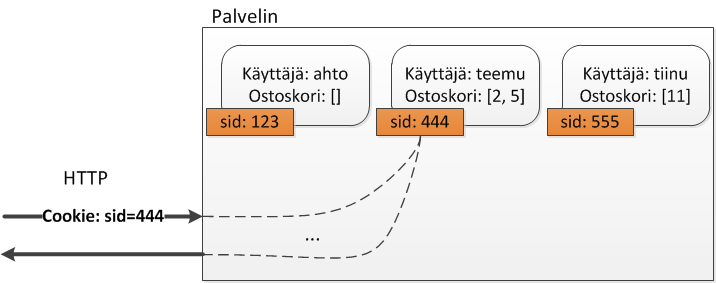 Palvelin
Käyttäjä: ahto
Ostoskori: []
sid: 123
Käyttäjä: teemu
Ostoskori: [2, 5]
sid: 444
Käyttäjä: tiinu
Ostoskori: [11]
sid: 555
HTTP
Cookie: sid=444
...